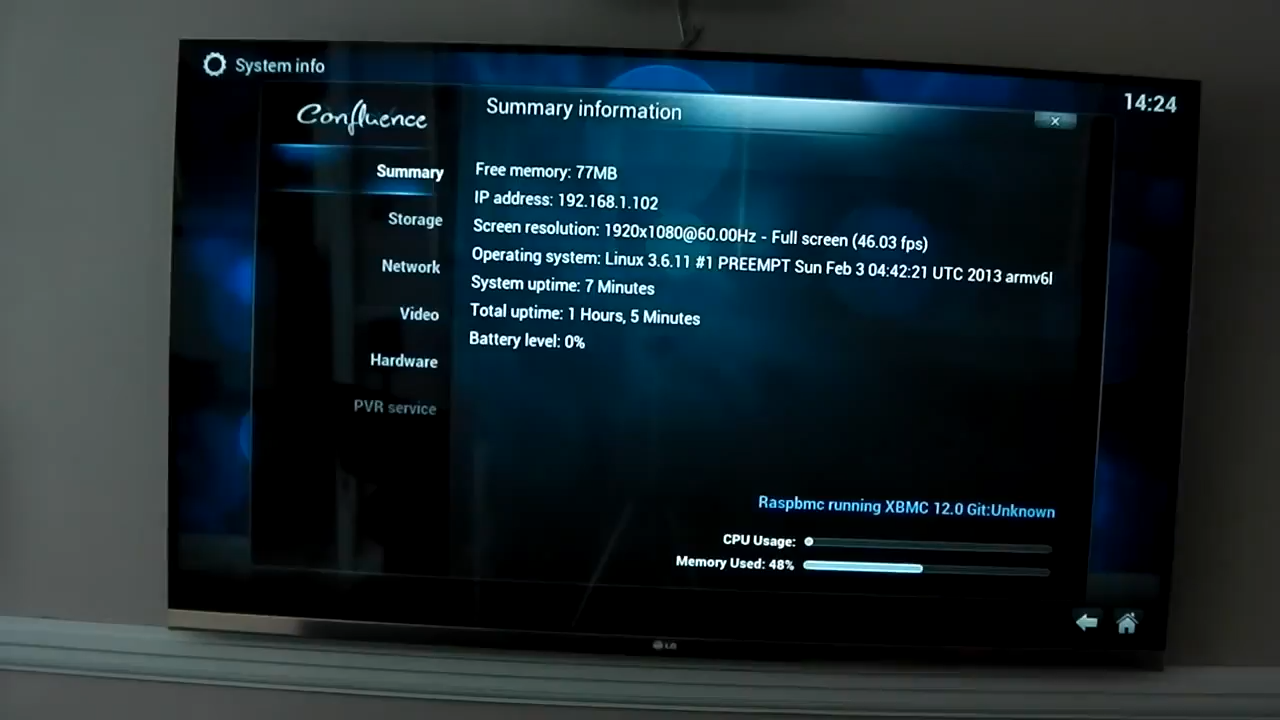 System info
14:24
Confluence
Summary information
Summary
Storage
Network
Video
Hardware
PVR service
Free memory: 77MB
IP address: 192.168.1.102
Screen resolution: 1920x1080@60.00Hz - Full screen (46.03 fps)
Operating system: Linux 3.6.11 #1 PREEMPT Sun Feb 3 04:42:21 UTC 2013 armv6l
System uptime: 7 Minutes
Total uptime: 1 Hours, 5 Minutes
Battery level: 0%
Raspbmc running XBMC 12.0 Git:Unknown
CPU Usage:
Memory Used: 48%
LG